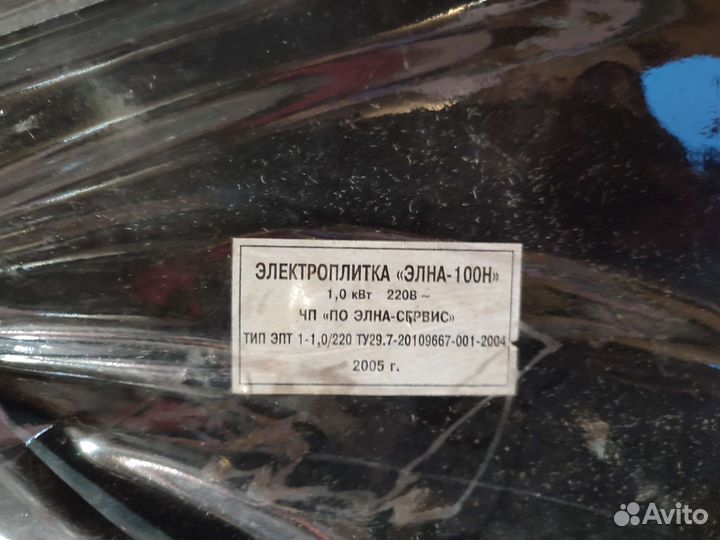 ЭЛЕКТРОПЛИТКА «ЭЛНА-100Н»
1,0 кВт 220В ~
ЧП «ПО ЭЛНА-СЕРВИС»
ТИП ЭПТ 1-1,0/220 ТУ29.7-20109667-001-2004
2005 г.
Avito